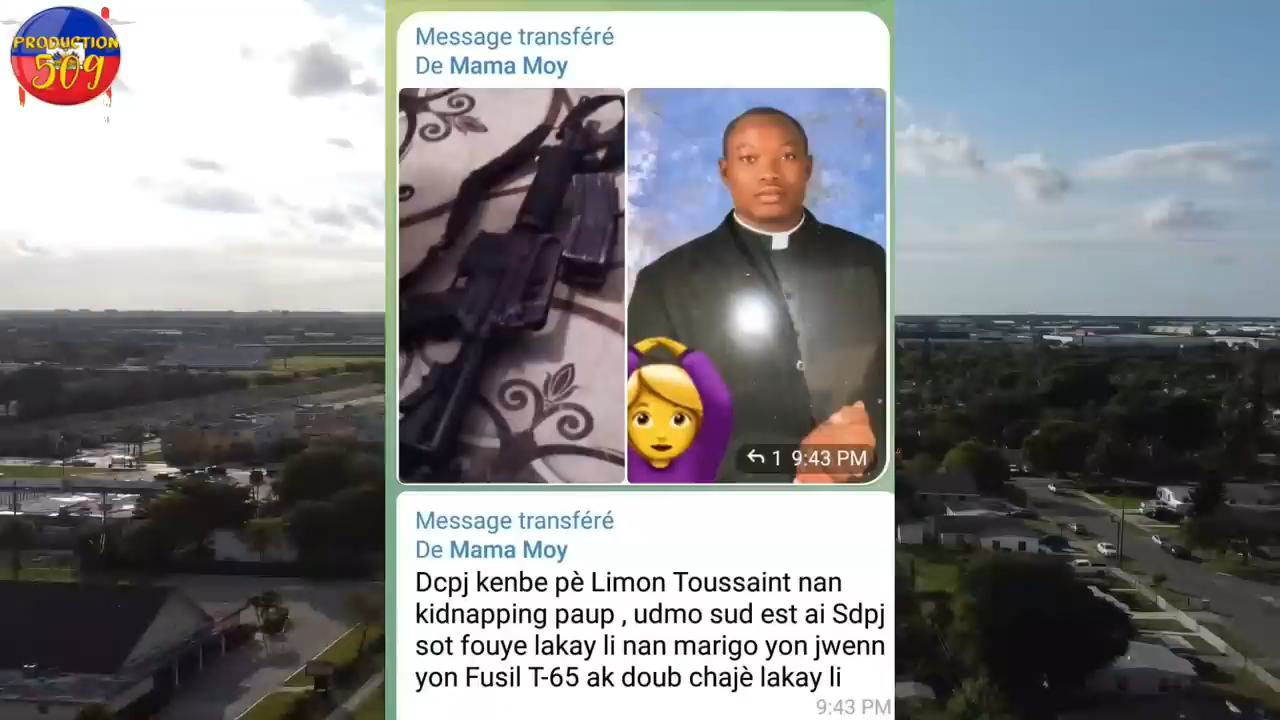 PRODUCTION
509
Message transféré
De Mama Moy
1 9:43 PM
Message transféré
De Mama Moy
Dcpj kenbe pè Limon Toussaint nan
kidnapping paup , udmo sud est ai Sdpj
sot fouye lakay li nan marigo yon jwenn
yon Fusil T-65 ak doub chajè lakay li
9:43 PM